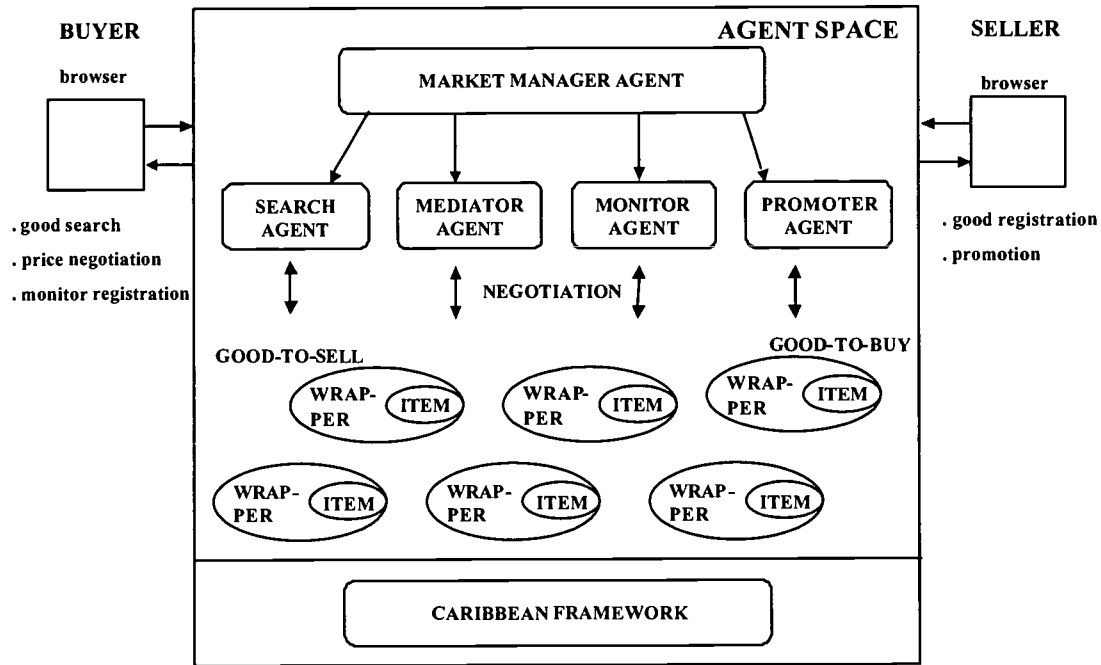 BUYER
AGENT SPACE
SELLER
browser
MARKET MANAGER AGENT
browser
SEARCH
AGENT
MEDIATOR
AGENT
MONITOR
AGENT
PROMOTER
AGENT
. good search
. price negotiation
. monitor registration
. good registration
. promotion
NEGOTIATION
GOOD-TO-SELL
GOOD-TO-BUY
WRAP-
PER
ITEM
WRAP-
PER
ITEM
WRAP-
PER
ITEM
WRAP-
PER
ITEM
WRAP-
PER
ITEM
WRAP-
PER
ITEM
CARIBBEAN FRAMEWORK